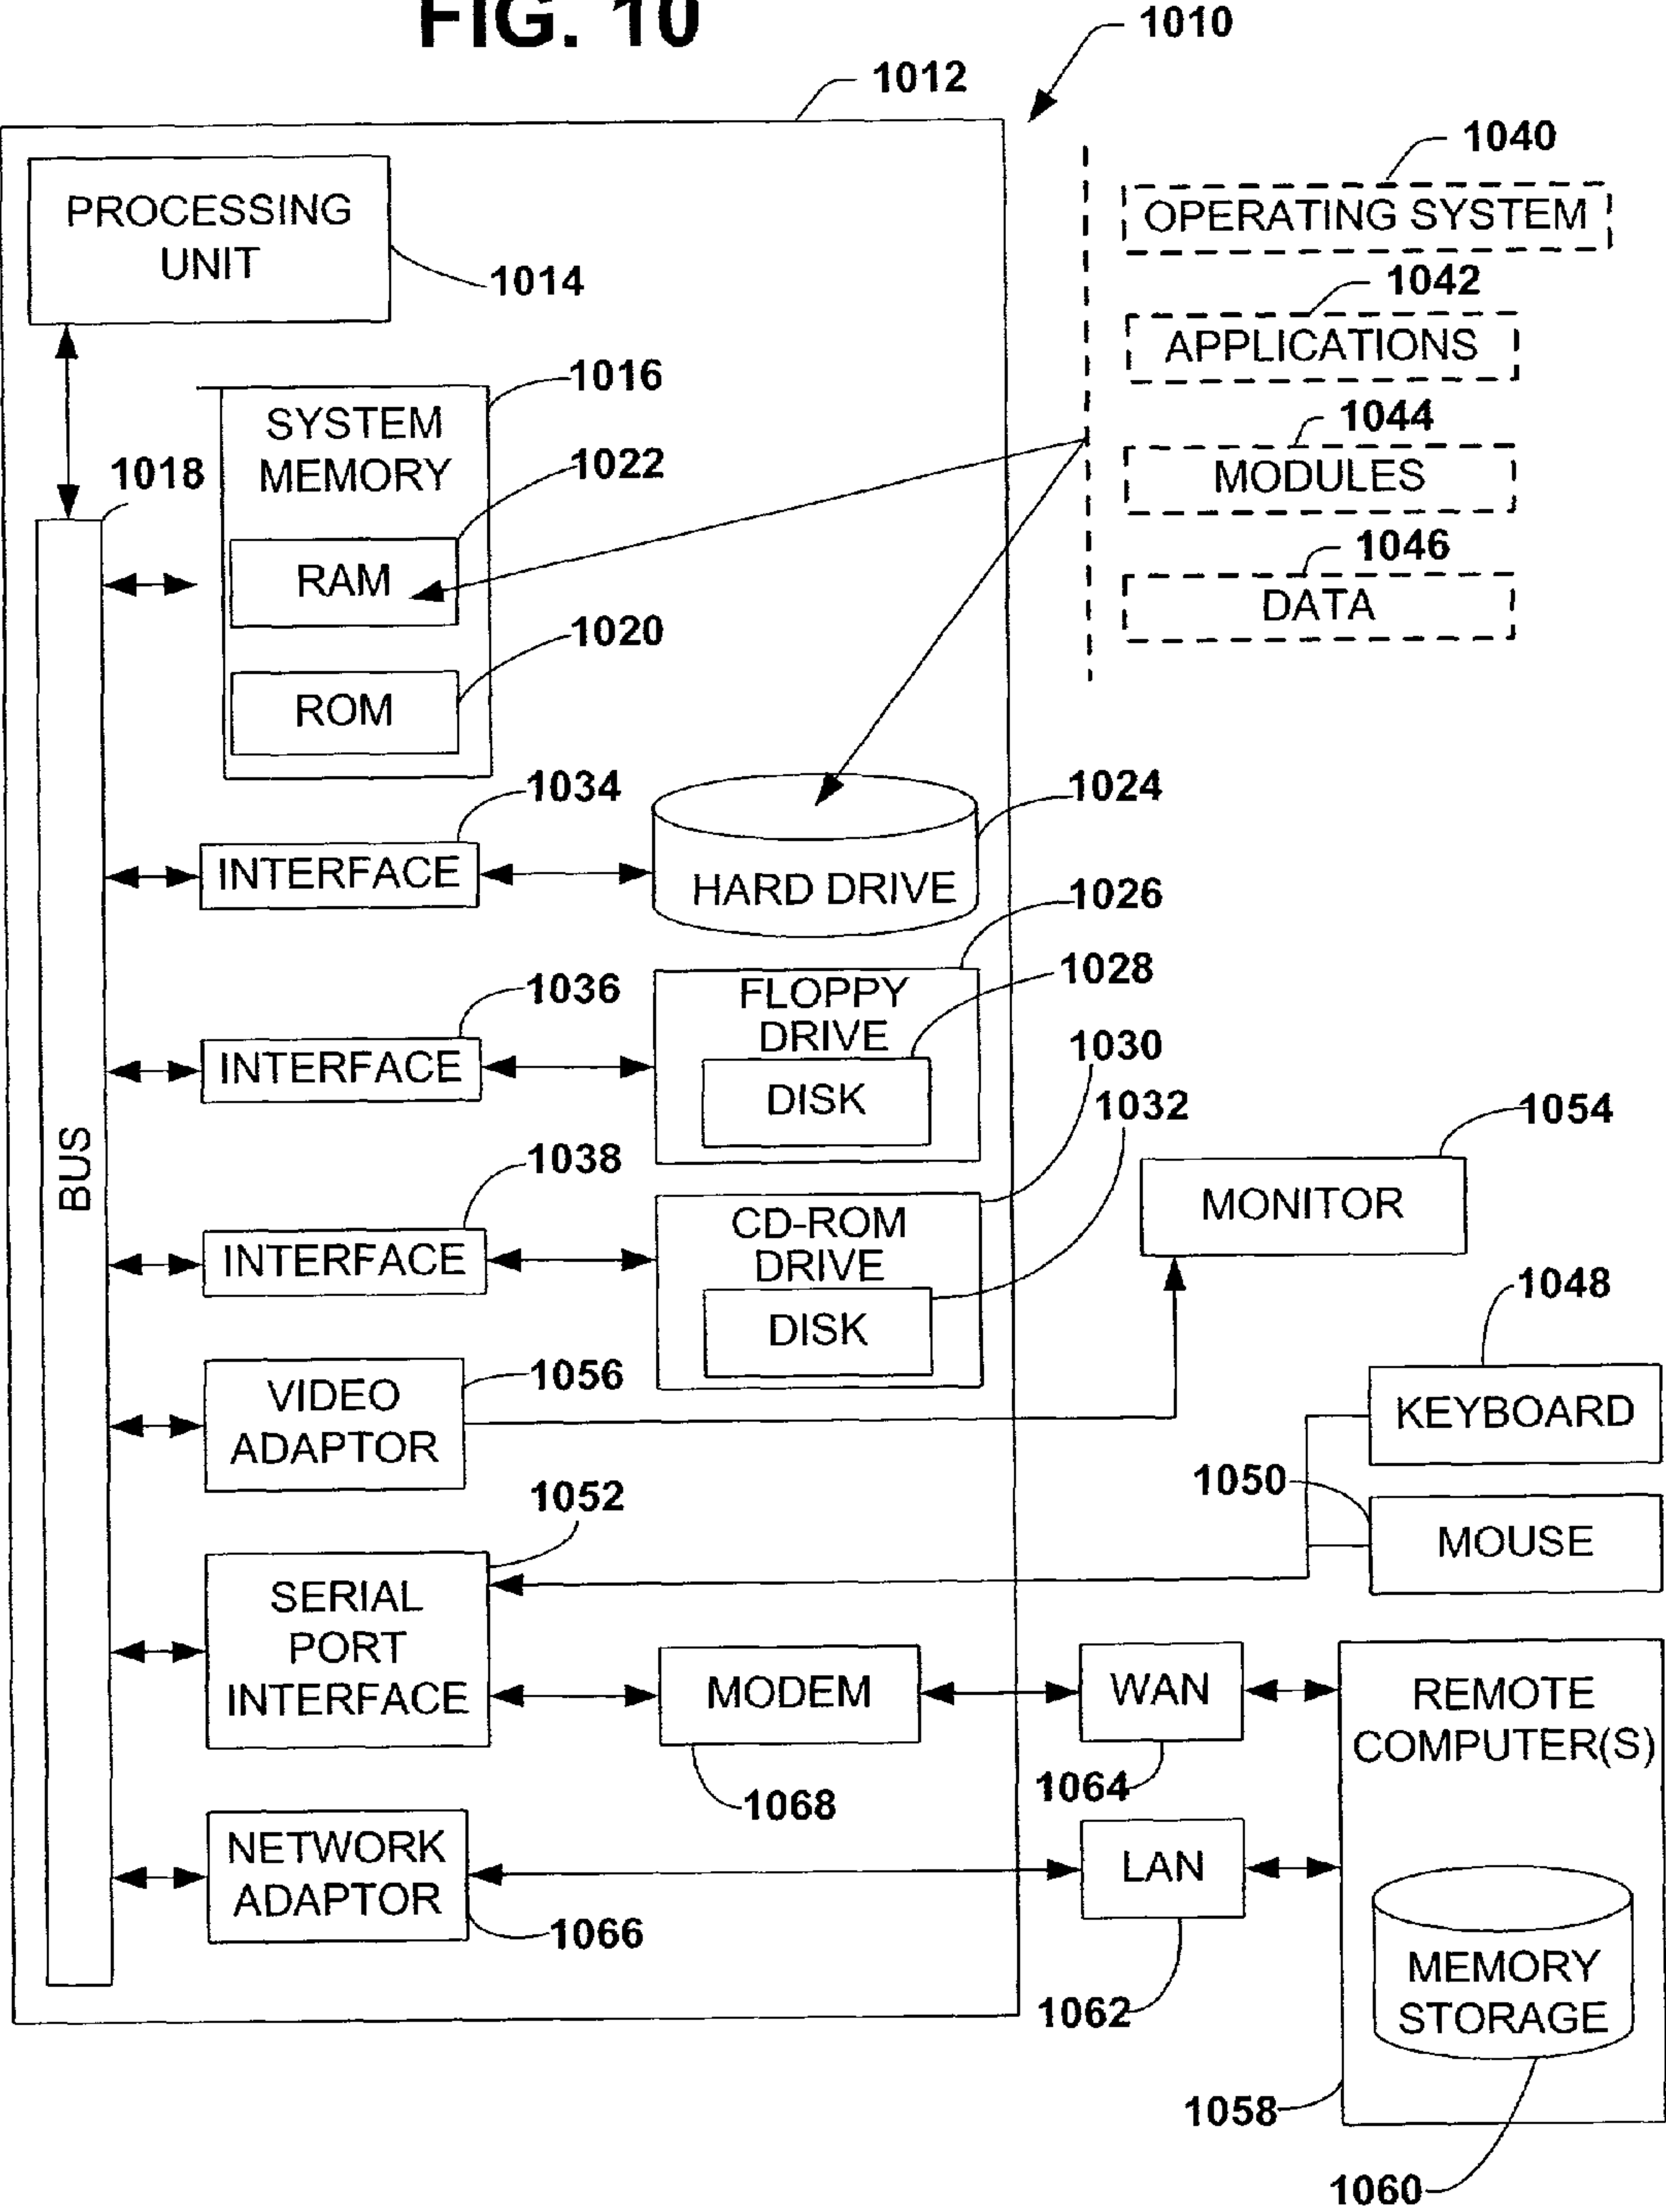 FIG. 10
1010
1012
1040
PROCESSING
UNIT
OPERATING SYSTEM
1014
1042
APPLICATIONS
1016
SYSTEM
MEMORY
1044
1018
1022
MODULES
1046
RAM
DATA
1020
ROM
1034
1024
INTERFACE
HARD DRIVE
1026
1036
1028
FLOPPY
DRIVE
INTERFACE
1030
DISK
1032
1054
BUS
1038
MONITOR
CD-ROM
DRIVE
INTERFACE
1048
DISK
1056
VIDEO
ADAPTOR
KEYBOARD
1050
1052
MOUSE
SERIAL
PORT
INTERFACE
MODEM
WAN
REMOTE
COMPUTER(S)
1064
1068
NETWORK
ADAPTOR
LAN
1066
MEMORY
STORAGE
1062
1058
1060